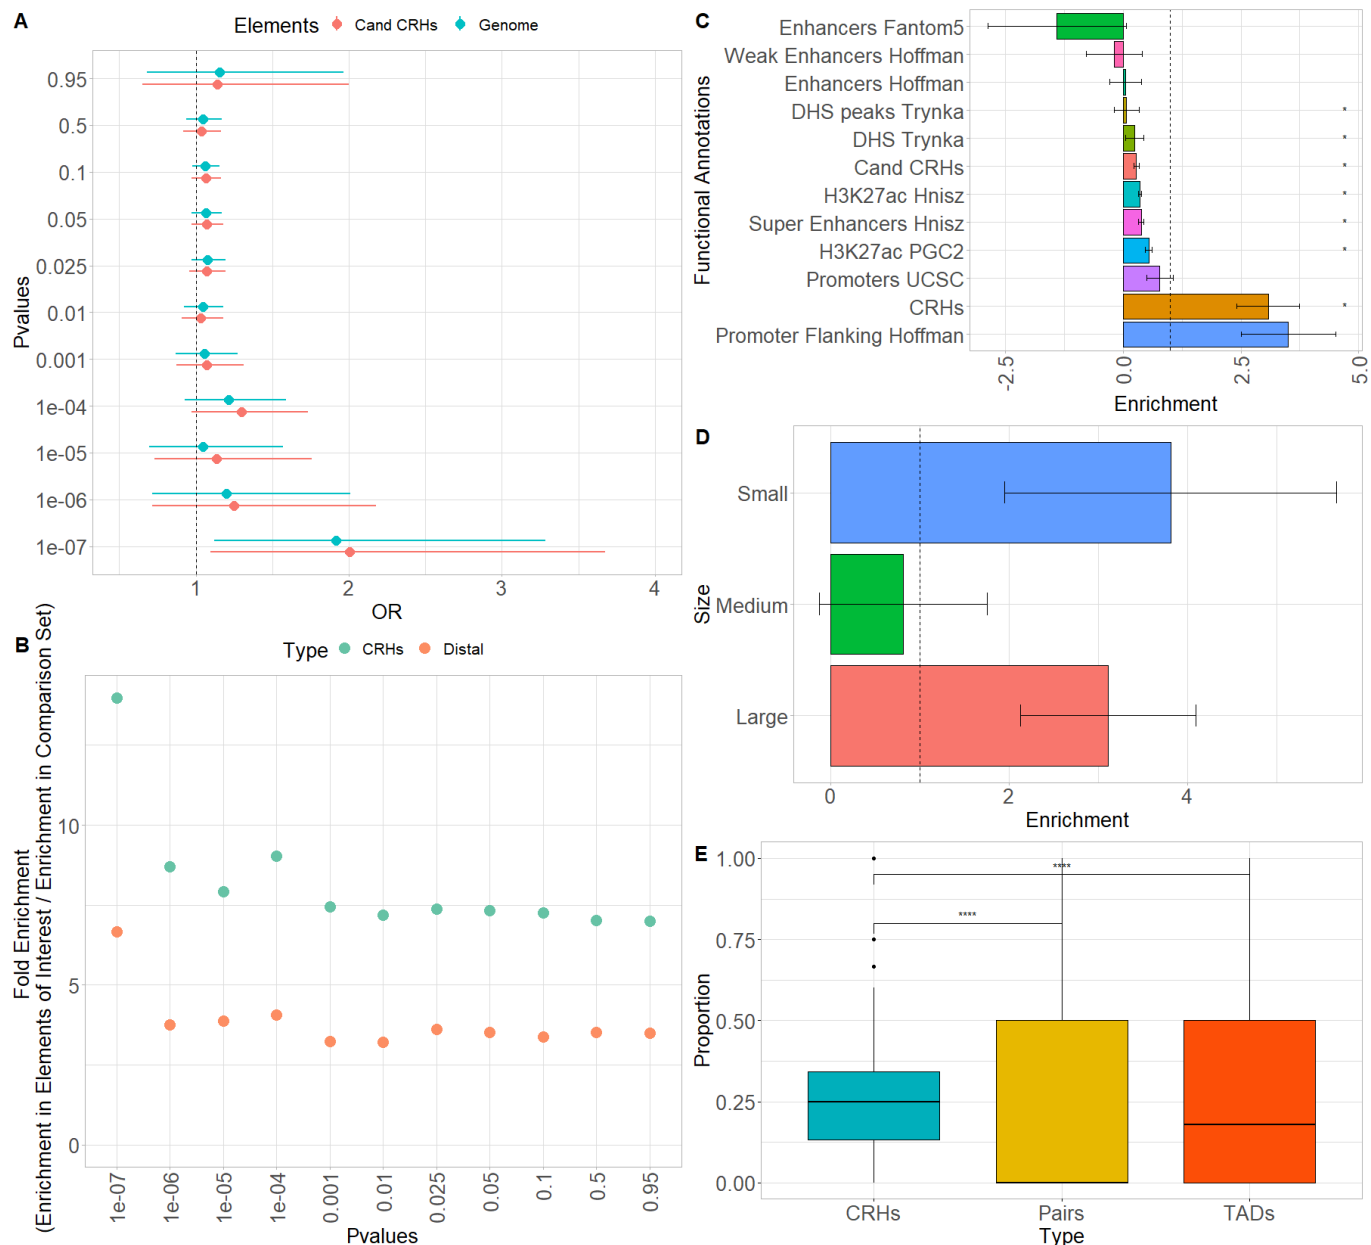 A
Elements Cand CRHs Genome
Pvalues
0.95
0.5
0.1
0.05
0.025
0.01
0.001
1e-04
1e-05
1e-06
1e-07
1 2 3 4
OR
B
Type CRHs Distal
Fold Enrichment
(Enrichment in Elements of Interest / Enrichment in Comparison Set)
10
5
0
1e-07 1e-06 1e-05 1e-04 0.001 0.01 0.025 0.05 0.1 0.5 0.95
Pvalues
C
Functional Annotations
Enhancers Fantom5
Weak Enhancers Hoffman
Enhancers Hoffman
DHS peaks Trynka *
DHS Trynka *
Cand CRHs *
H3K27ac Hnisz *
Super Enhancers Hnisz *
H3K27ac PGC2 *
Promoters UCSC
CRHs *
Promoter Flanking Hoffman
-2.5 0.0 2.5 5.0
Enrichment
D
Size
Small
Medium
Large
0 2 4
Enrichment
E
Proportion
1.00
0.75
0.50
0.25
0.00
****
****
CRHs Pairs TADs
Type